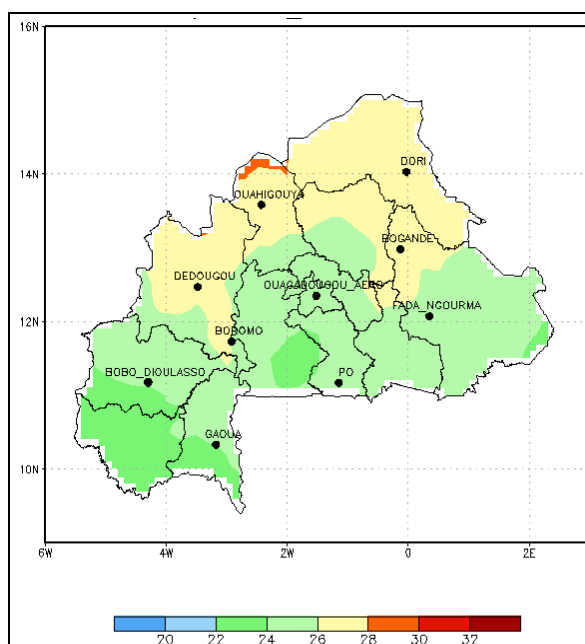 16N
14N
DORI
OUAHIGOUYA
BOGANDE
DEDOUGOU
OUAGADOUGOU_AERO
FADA_NGOURMA
12N
BOROMO
BOBO_DIOULASSO
PO
GAOUA
10N
6W 4W 2W 0 2E
20 22 24 26 28 30 32